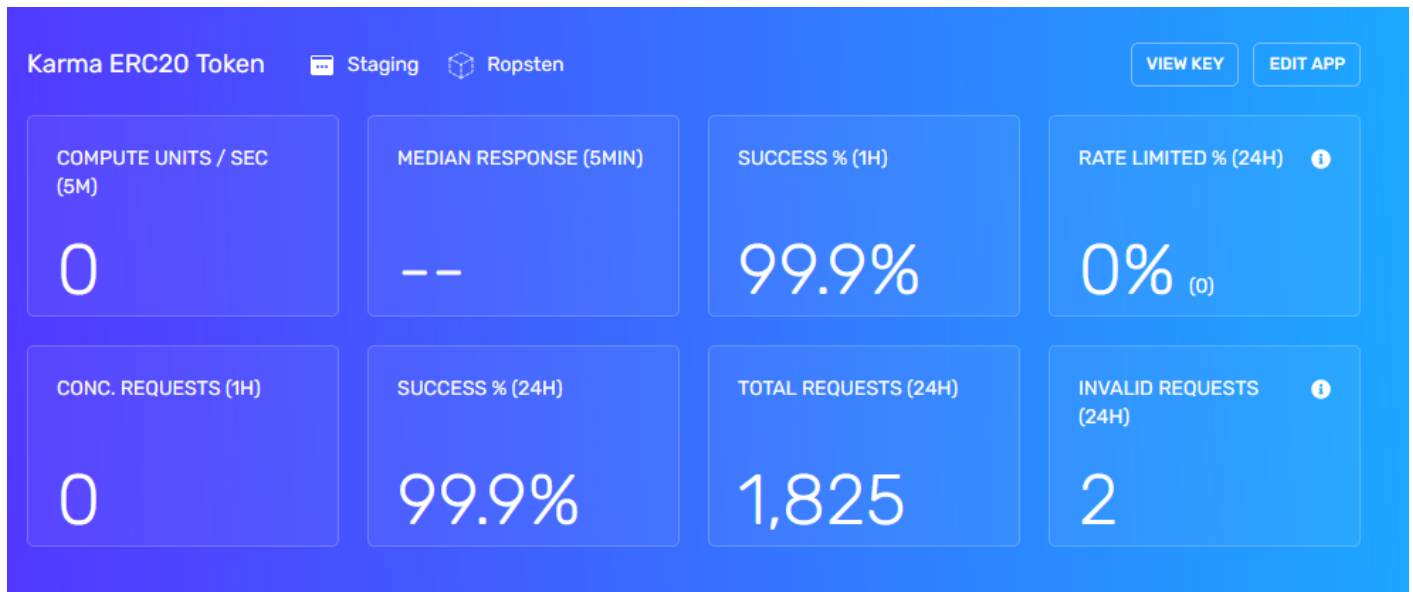 Karma ERC20 Token Staging Ropsten VIEW KEY EDIT APP
COMPUTE UNITS / SEC
(5M)
0
MEDIAN RESPONSE (5MIN)
--
SUCCESS % (1H)
99.9%
RATE LIMITED % (24H)
0% (0)
CONC. REQUESTS (1H)
0
SUCCESS % (24H)
99.9%
TOTAL REQUESTS (24H)
1,825
INVALID REQUESTS
(24H)
2